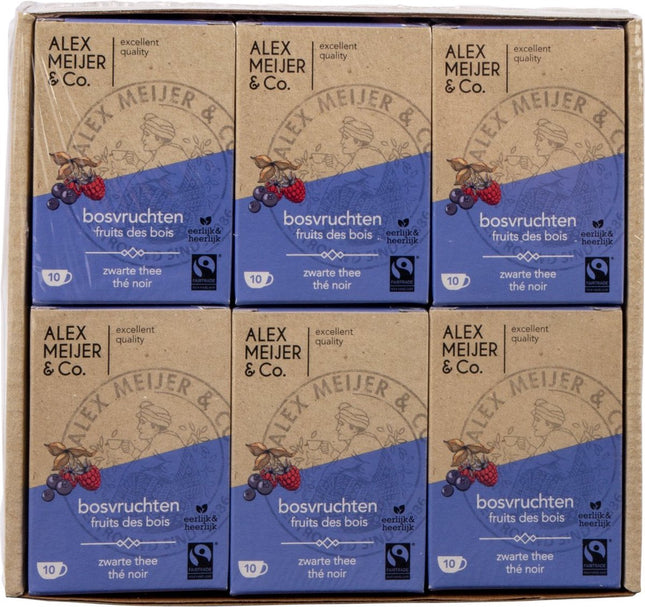 ALEX
MEIJER
& Co.
excellent
quality
ALEX MEIJER & CO
bosvruchten
fruits des bois
eerlijk&
heerlijk
zwarte thee
thé noir
10
FAIRTRADE
ALEX
MEIJER
& Co.
excellent
quality
ALEX MEIJER & CO
bosvruchten
fruits des bois
eerlijk&
heerlijk
zwarte thee
thé noir
10
FAIRTRADE
ALEX
MEIJER
& Co.
excellent
quality
ALEX MEIJER & CO
bosvruchten
fruits des bois
eerlijk&
heerlijk
zwarte thee
thé noir
10
FAIRTRADE
ALEX
MEIJER
& Co.
excellent
quality
ALEX MEIJER & CO
bosvruchten
fruits des bois
eerlijk&
heerlijk
zwarte thee
thé noir
10
FAIRTRADE
ALEX
MEIJER
& Co.
excellent
quality
ALEX MEIJER & CO
bosvruchten
fruits des bois
eerlijk&
heerlijk
zwarte thee
thé noir
10
FAIRTRADE
ALEX
MEIJER
& Co.
excellent
quality
ALEX MEIJER & CO
bosvruchten
fruits des bois
eerlijk&
heerlijk
zwarte thee
thé noir
10
FAIRTRADE